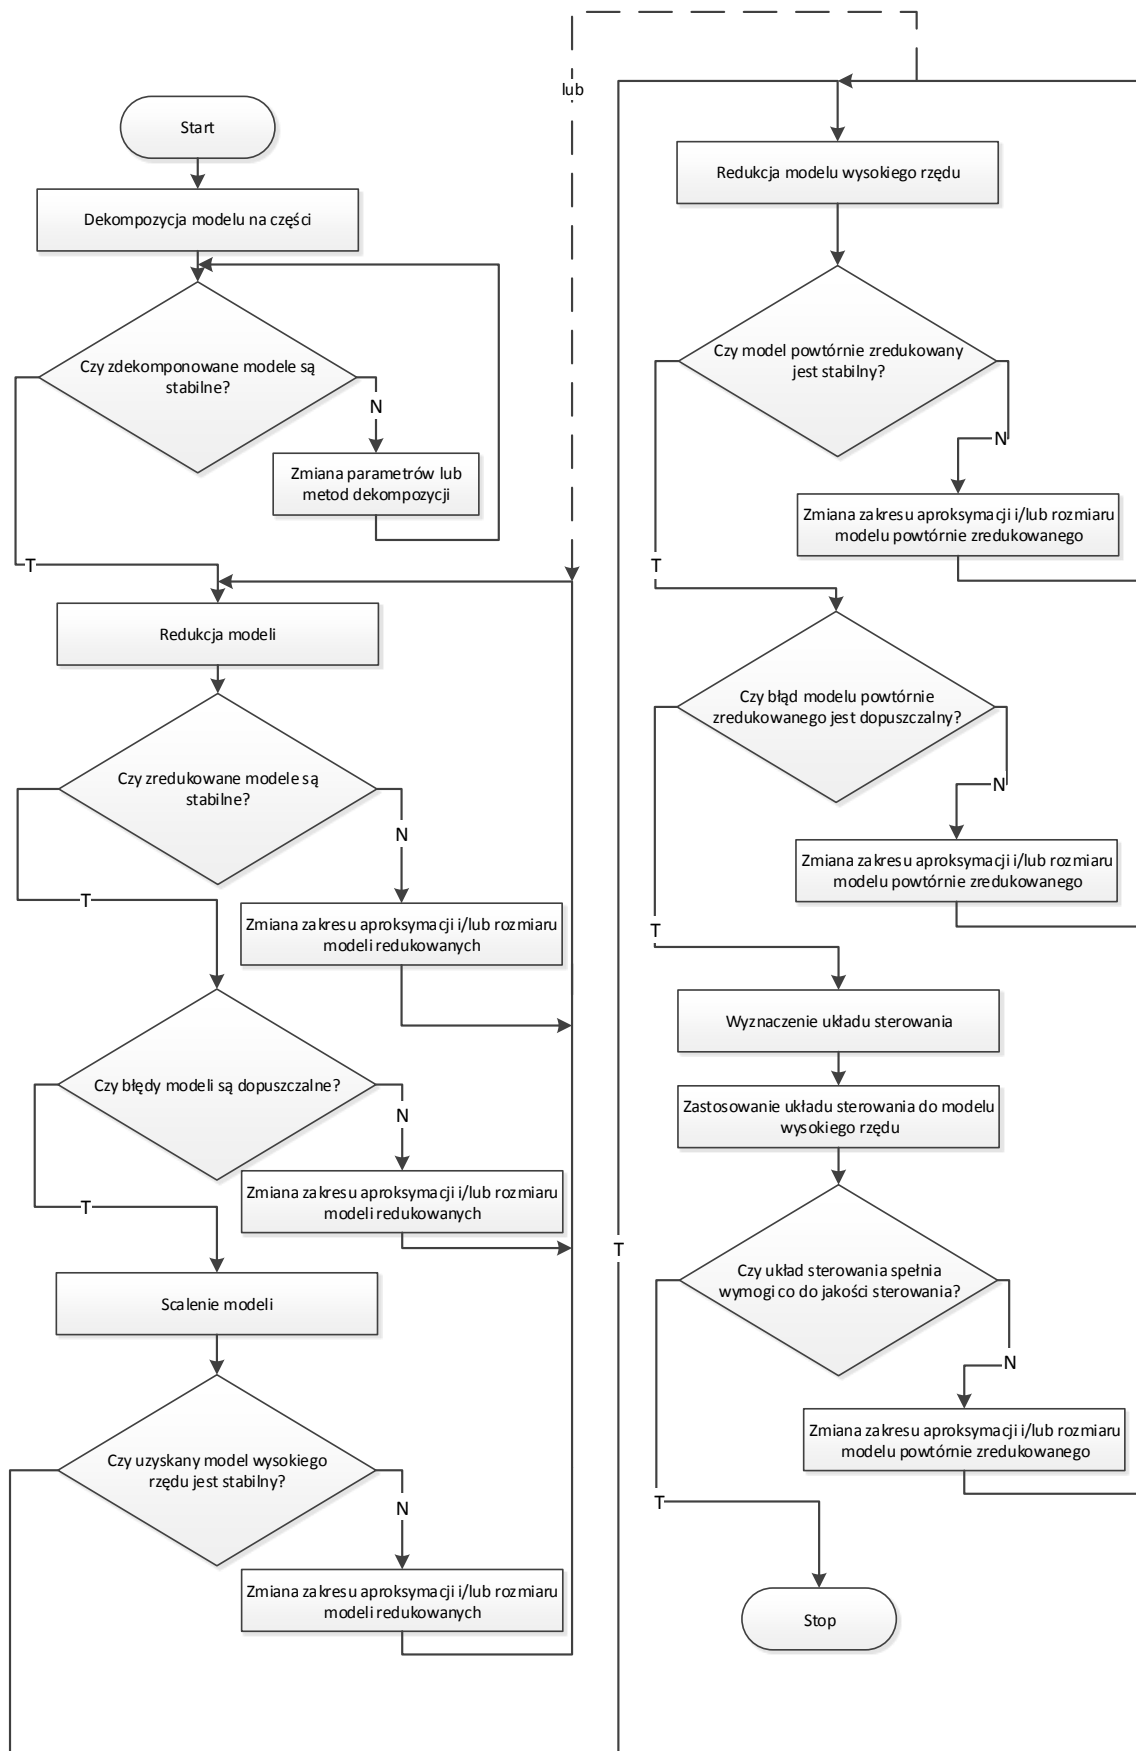 Start
Dekompozycja modelu na części
Czy zdekomponowane modele są
stabilne?
N
Zmiana parametrów lub
metod dekompozycji
T
Redukcja modeli
Czy zredukowane modele są
stabilne?
N
T
Zmiana zakresu aproksymacji i/lub rozmiaru
modeli redukowanych
Czy błędy modeli są dopuszczalne?
N
Zmiana zakresu aproksymacji i/lub rozmiaru
modeli redukowanych
T
Scalenie modeli
Czy uzyskany model wysokiego
rzędu jest stabilny?
N
Zmiana zakresu aproksymacji i/lub rozmiaru
modeli redukowanych
lub
T
Redukcja modelu wysokiego rzędu
Czy model powtórnie zredukowany
jest stabilny?
N
Zmiana zakresu aproksymacji i/lub rozmiaru
modelu powtórnie zredukowanego
T
Czy błąd modelu powtórnie
zredukowanego jest dopuszczalny?
N
Zmiana zakresu aproksymacji i/lub rozmiaru
modelu powtórnie zredukowanego
T
Wyznaczenie układu sterowania
Zastosowanie układu sterowania do modelu
wysokiego rzędu
Czy układ sterowania spełnia
wymogi co do jakości sterowania?
N
Zmiana zakresu aproksymacji i/lub rozmiaru
modelu powtórnie zredukowanego
T
Stop